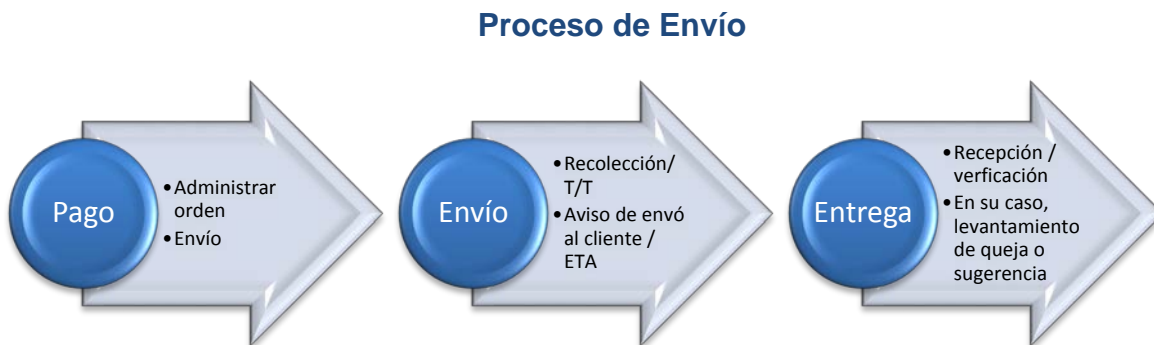 Proceso de Envío
Pago
•Administrar
orden
•Envío
Envío
•Recolección/
T/T
•Aviso de envó
al cliente /
ETA
Entrega
•Recepción /
verficación
•En su caso,
levantamiento
de queja o
sugerencia